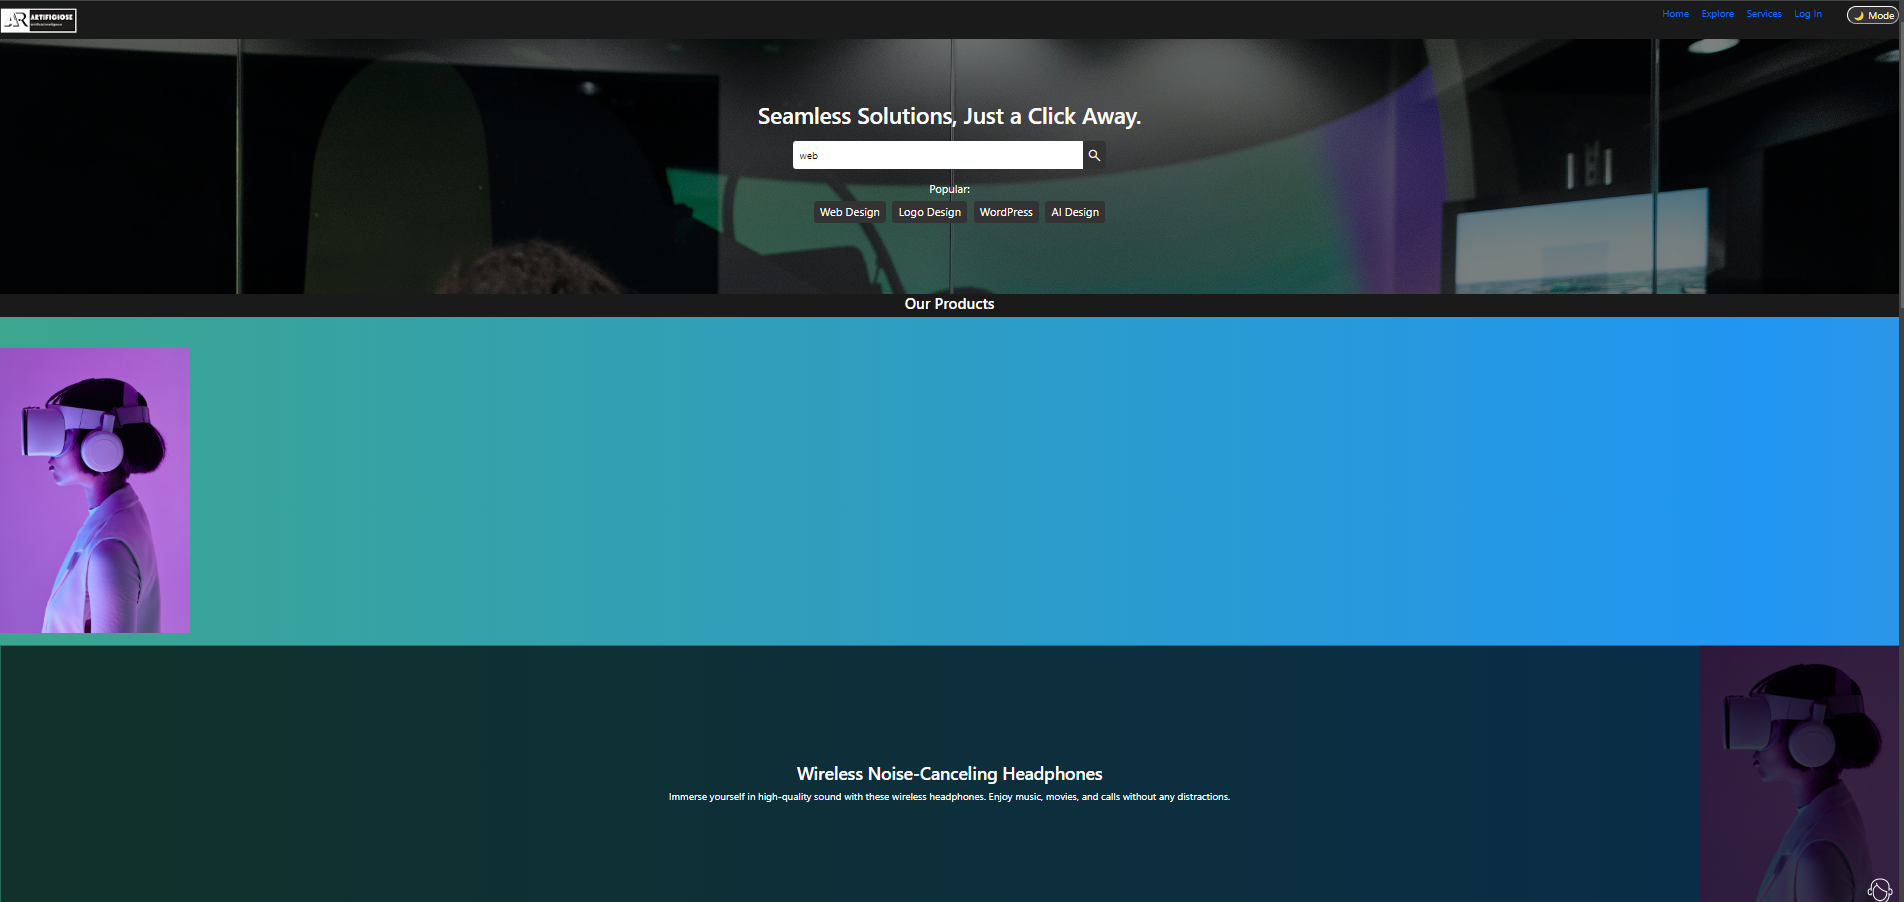 AR ARTIFICIOSE
Home Explore Services Log In Mode
Seamless Solutions, Just a Click Away.
web
Popular:
Web Design Logo Design WordPress AI Design
Our Products
Wireless Noise-Canceling Headphones
Immerse yourself in high-quality sound with these wireless headphones. Enjoy music, movies, and calls without any distractions.